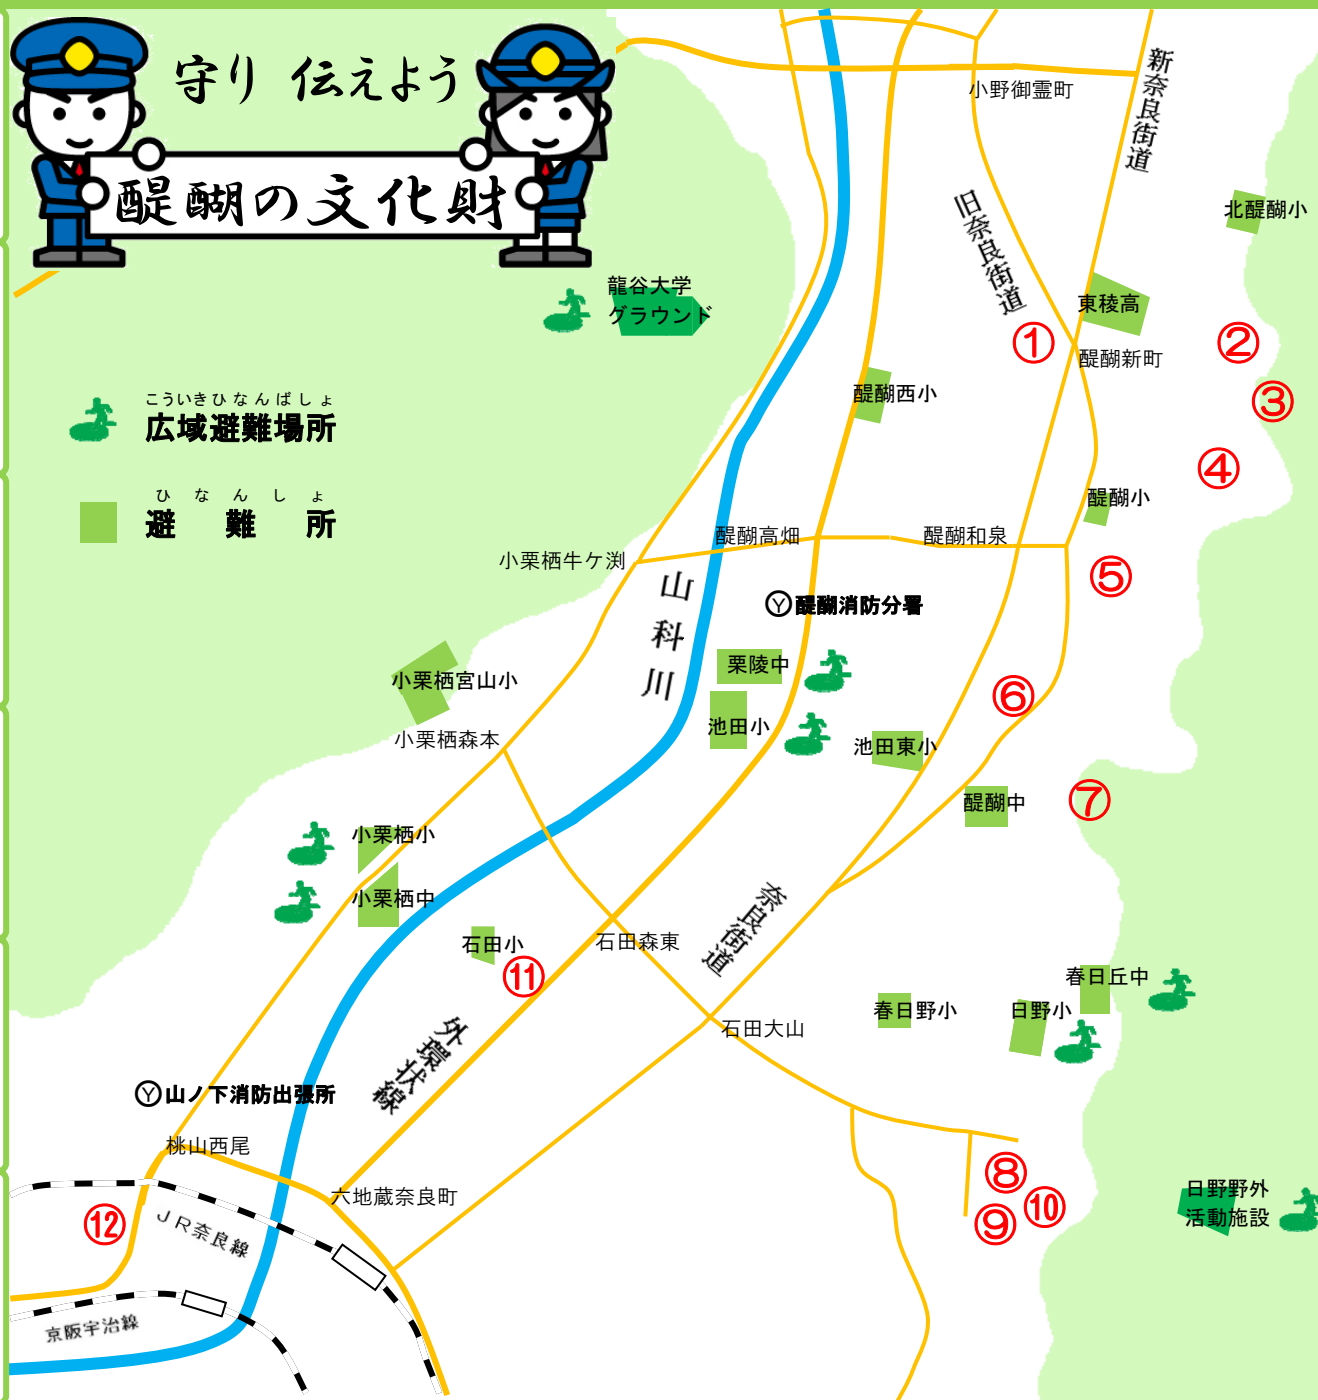 守り 伝えよう
醍醐の文化財
小野御霊町
新奈良街道
旧奈良街道
北醍醐小
龍谷大学
グラウンド
東稜高
①
②
醍醐新町
③
醍醐西小
こういきひなんばしょ
広域避難場所
④
ひなんしょ
避難所
醍醐小
醍醐高畑
醍醐和泉
小栗栖牛ケ渕
⑤
山科川
Y醍醐消防分署
栗陵中
小栗栖宮山小
⑥
池田小
小栗栖森本
池田東小
醍醐中
⑦
小栗栖小
小栗栖中
奈良街道
石田小
石田森東
⑪
春日丘中
春日野小
日野小
石田大山
外環状線
Y山ノ下消防出張所
桃山西尾
⑧
六地蔵奈良町
日野野外
活動施設
⑩
⑨
⑫
JR奈良線
京阪宇治線